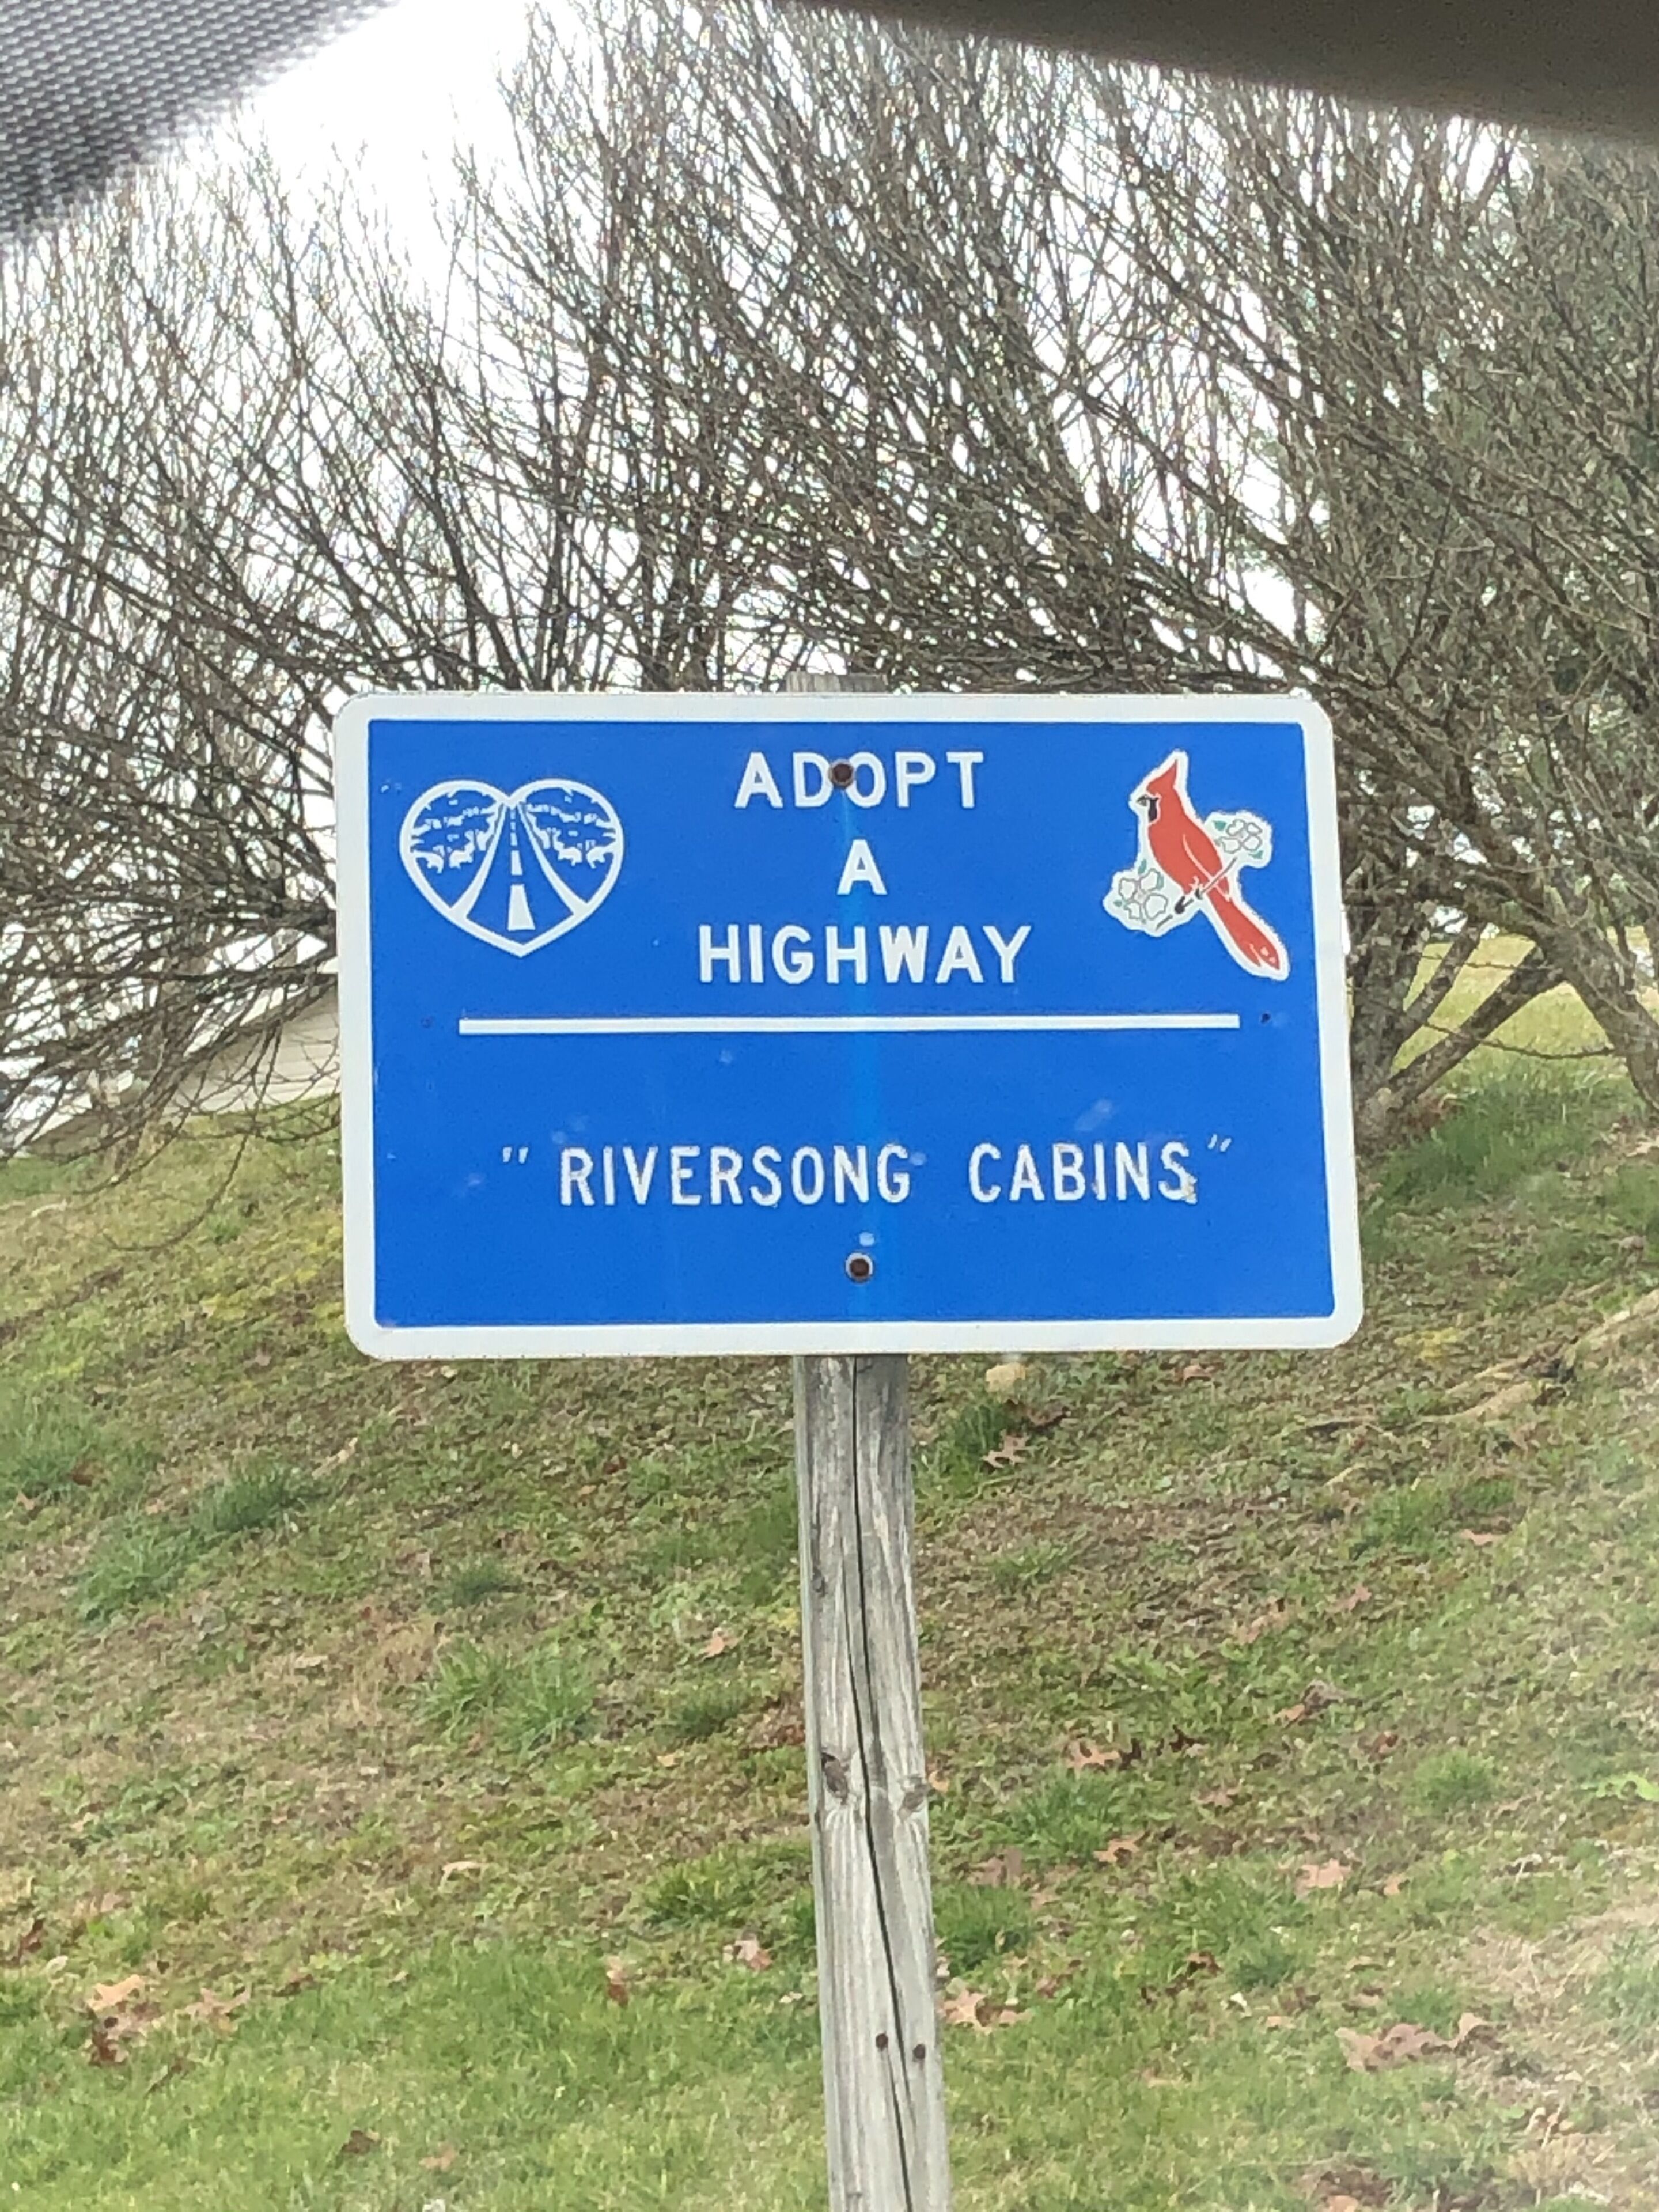 ADOPT
A
HIGHWAY
"RIVERSONG CABINS"